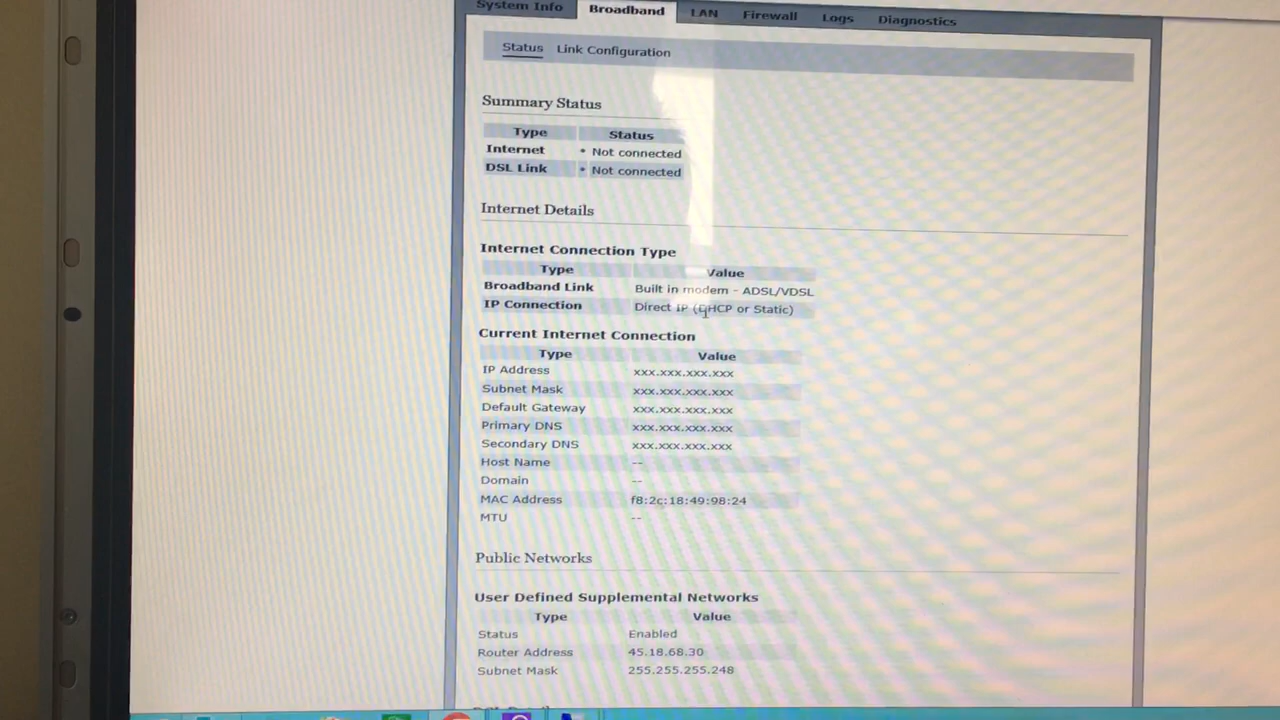 System Info Broadband LAN Firewall Logs Diagnostics
Status Link Configuration
Summary Status
Type Status
Internet * Not connected
DSL Link * Not connected
Internet Details
Internet Connection Type
Type Value
Broadband Link Built in modem - ADSL/VDSL
IP Connection Direct IP (DHCP or Static)
Current Internet Connection
Type Value
IP Address xxx.xxx.xxx.xxx
Subnet Mask xxx.xxx.xxx.xxx
Default Gateway xxx.xxx.xxx.xxx
Primary DNS xxx.xxx.xxx.xxx
Secondary DNS xxx.xxx.xxx.xxx
Host Name --
Domain --
MAC Address f8:2c:18:49:98:24
MTU --
Public Networks
User Defined Supplemental Networks
Type Value
Status Enabled
Router Address 45.18.68.30
Subnet Mask 255.255.255.248